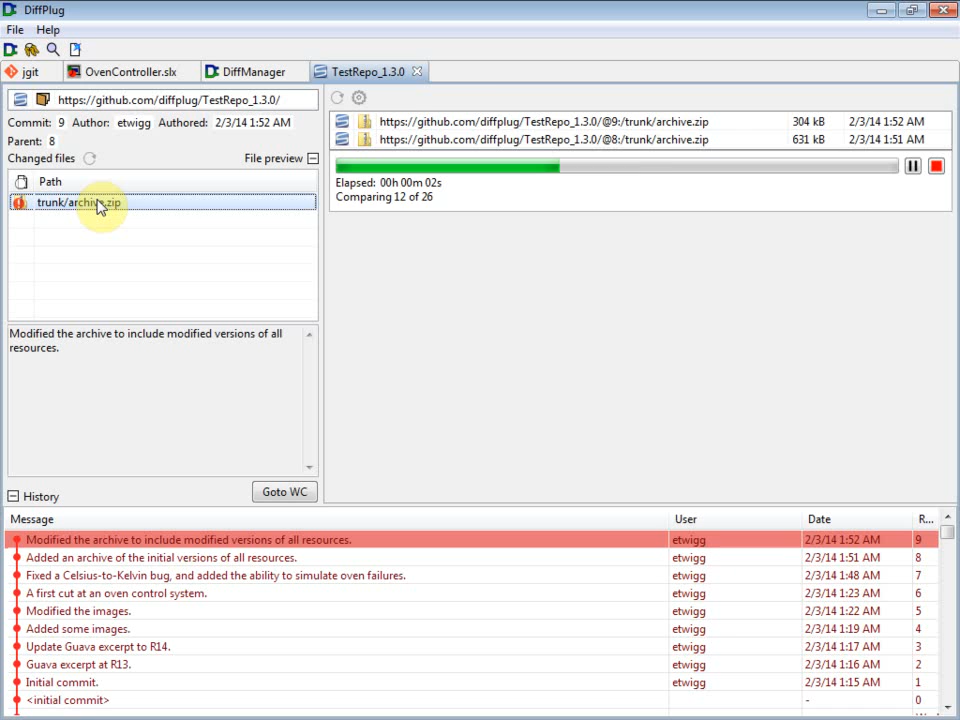 DiffPlug
File Help
jgit OvenController.slx DiffManager TestRepo_1.3.0
https://github.com/diffplug/TestRepo_1.3.0/
Commit: 9 Author: etwigg Authored: 2/3/14 1:52 AM
Parent: 8
Changed files File preview
Path
trunk/archive.zip
Modified the archive to include modified versions of all
resources.
Goto WC
https://github.com/diffplug/TestRepo_1.3.0/@9:/trunk/archive.zip 304 kB 2/3/14 1:52 AM
https://github.com/diffplug/TestRepo_1.3.0/@8:/trunk/archive.zip 631 kB 2/3/14 1:51 AM
Elapsed: 00h 00m 02s
Comparing 12 of 26
History
Message User Date R...
Modified the archive to include modified versions of all resources. etwigg 2/3/14 1:52 AM 9
Added an archive of the initial versions of all resources. etwigg 2/3/14 1:51 AM 8
Fixed a Celsius-to-Kelvin bug, and added the ability to simulate oven failures. etwigg 2/3/14 1:48 AM 7
A first cut at an oven control system. etwigg 2/3/14 1:23 AM 6
Modified the images. etwigg 2/3/14 1:22 AM 5
Added some images. etwigg 2/3/14 1:19 AM 4
Update Guava excerpt to R14. etwigg 2/3/14 1:17 AM 3
Guava excerpt at R13. etwigg 2/3/14 1:16 AM 2
Initial commit. etwigg 2/3/14 1:15 AM 1
<initial commit> - 0